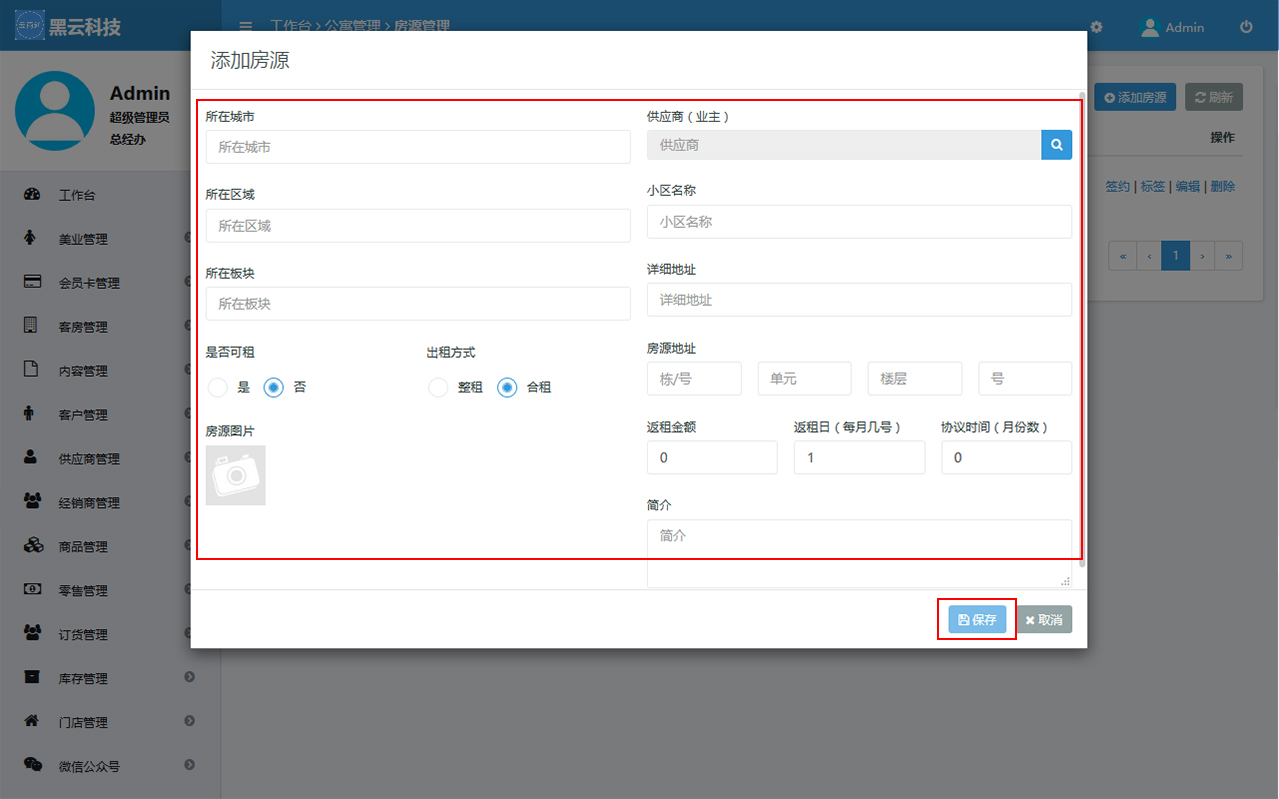 黑云科技
工作台 > 公寓管理 > 房源管理
Admin
Admin
超级管理员
总经办
工作台
美业管理
会员卡管理
客房管理
内容管理
客户管理
供应商管理
经销商管理
商品管理
零售管理
订货管理
库存管理
门店管理
微信公众号
添加房源
刷新
操作
签约 | 标签 | 编辑 | 删除
« ‹ 1 › »
添加房源
所在城市
所在城市
所在区域
所在区域
所在板块
所在板块
是否可租
是 否
出租方式
整租 合租
房源图片
供应商（业主）
供应商
小区名称
小区名称
详细地址
详细地址
房源地址
栋/号 单元 楼层 号
返租金额 返租日（每月几号） 协议时间（月份数）
0 1 0
简介
简介
保存 取消